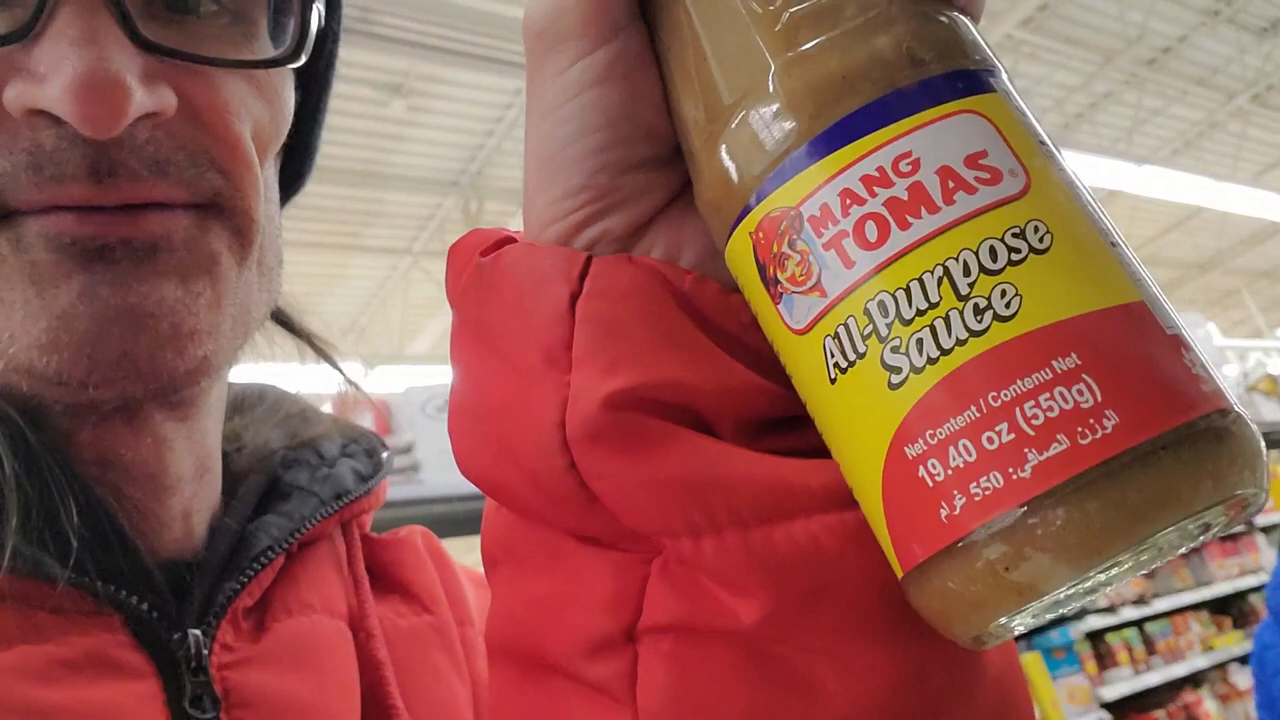 MANG
TOMAS®
All-purpose
sauce
Net Content / Contenu Net
19.40 oz (550g)
الوزن الصافي: 550 غرام